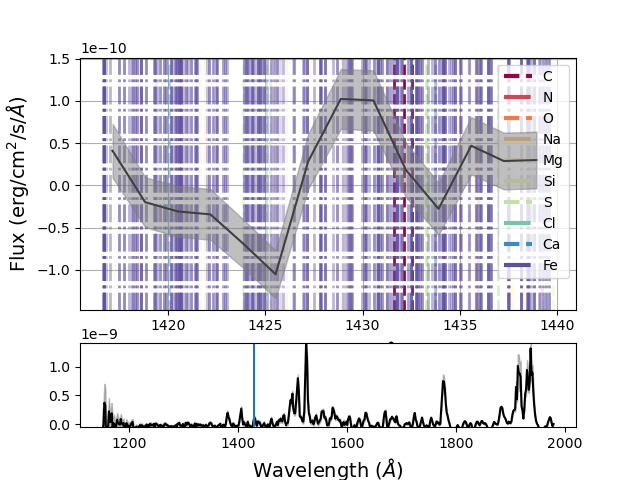 1e−10
1.5
1.0
0.5
0.0
−0.5
−1.0
Flux (erg/cm²/s/Å)
C
N
O
Na
Mg
Si
S
Cl
Ca
Fe
1420 1425 1430 1435 1440
1e−9
1.0
0.5
0.0
1200 1400 1600 1800 2000
Wavelength (Å)